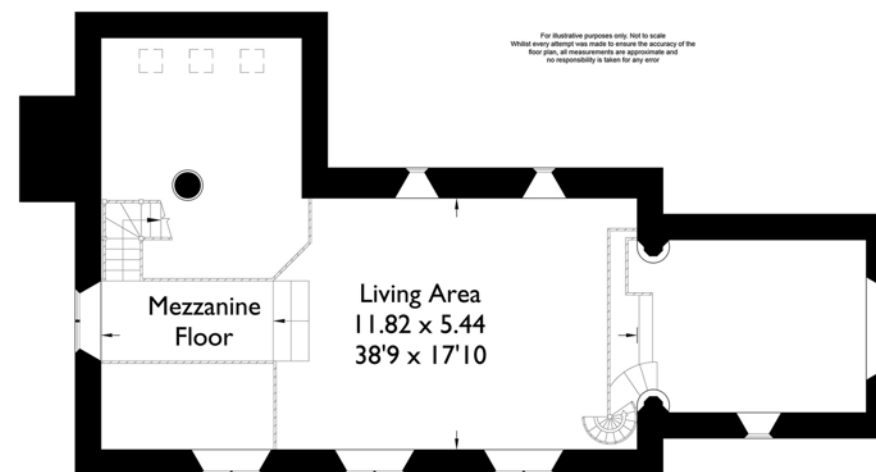 For illustrative purposes only. Not to scale
Whilst every attempt was made to ensure the accuracy of the
floor plan, all measurements are approximate and
no responsibility is taken for any error
Mezzanine
Floor
Living Area
11.82 x 5.44
38'9 x 17'10